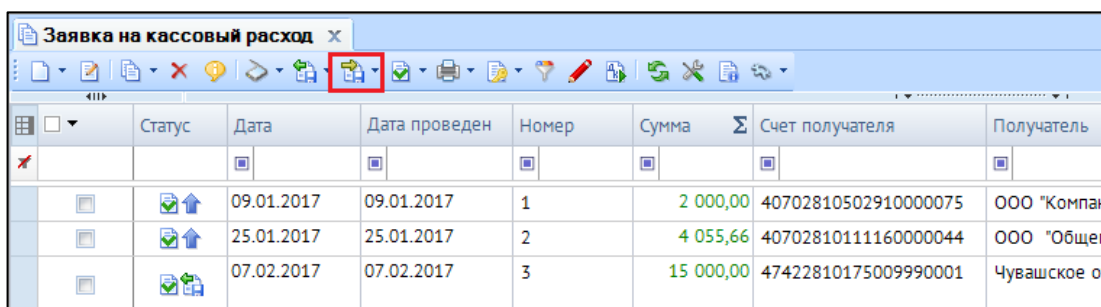 Заявка на кассовый расход x
Статус Дата Дата проведен Номер Сумма Σ Счет получателя Получатель
09.01.2017 09.01.2017 1 2 000,00 40702810502910000075 ООО "Компан
25.01.2017 25.01.2017 2 4 055,66 40702810111160000044 ООО "Общеп
07.02.2017 07.02.2017 3 15 000,00 47422810175009990001 Чувашское о